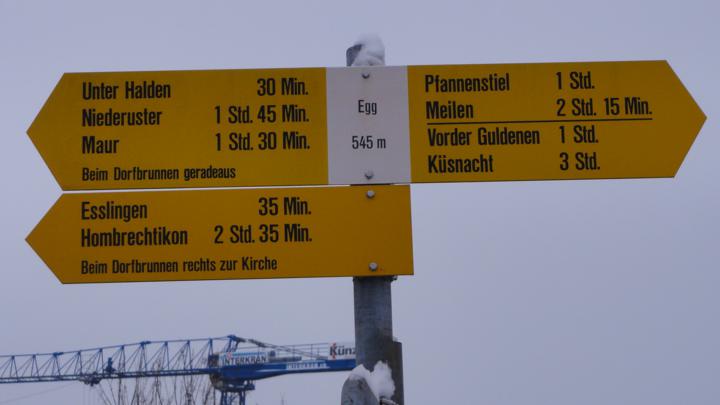 Unter Halden 30 Min.
Niederuster 1 Std. 45 Min.
Maur 1 Std. 30 Min.
Beim Dorfbrunnen geradeaus
Egg
545 m
Pfannenstiel 1 Std.
Meilen 2 Std. 15 Min.
Vorder Guldenen 1 Std.
Küsnacht 3 Std.
Esslingen 35 Min.
Hombrechtikon 2 Std. 35 Min.
Beim Dorfbrunnen rechts zur Kirche
INTERKRAN